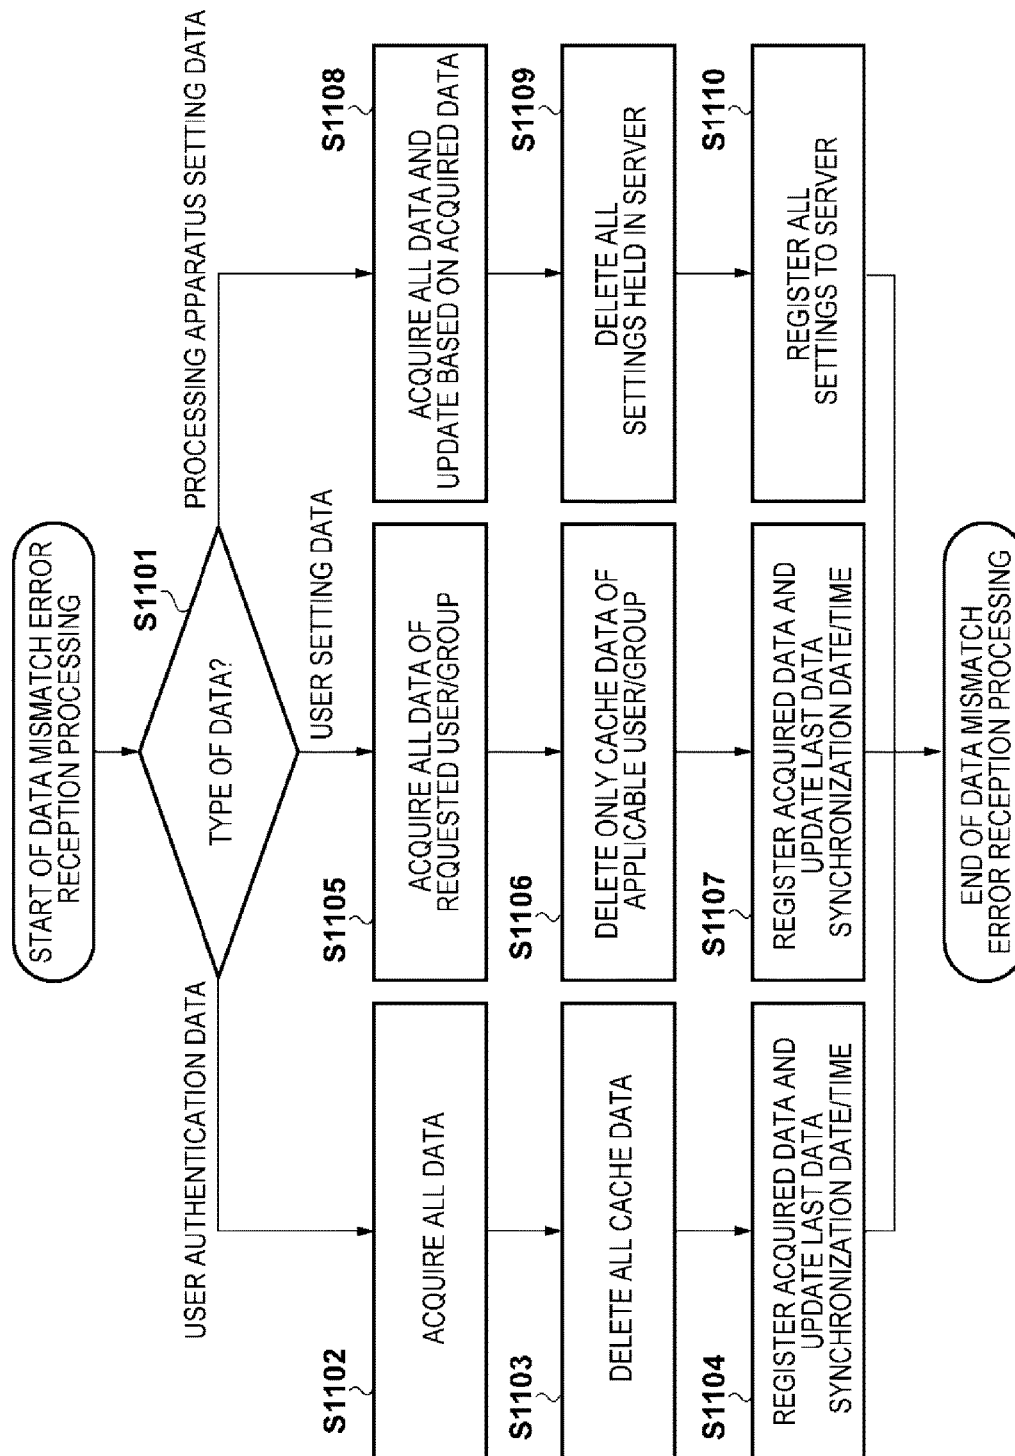 START OF DATA MISMATCH ERROR
RECEPTION PROCESSING
S1101
TYPE OF DATA?
USER AUTHENTICATION DATA
USER SETTING DATA
PROCESSING APPARATUS SETTING DATA
S1102
ACQUIRE ALL DATA
S1103
DELETE ALL CACHE DATA
S1104
REGISTER ACQUIRED DATA AND
UPDATE LAST DATA
SYNCHRONIZATION DATE/TIME
S1105
ACQUIRE ALL DATA OF
REQUESTED USER/GROUP
S1106
DELETE ONLY CACHE DATA OF
APPLICABLE USER/GROUP
S1107
REGISTER ACQUIRED DATA AND
UPDATE LAST DATA
SYNCHRONIZATION DATE/TIME
S1108
ACQUIRE ALL DATA AND
UPDATE BASED ON ACQUIRED DATA
S1109
DELETE ALL
SETTINGS HELD IN SERVER
S1110
REGISTER ALL
SETTINGS TO SERVER
END OF DATA MISMATCH
ERROR RECEPTION PROCESSING